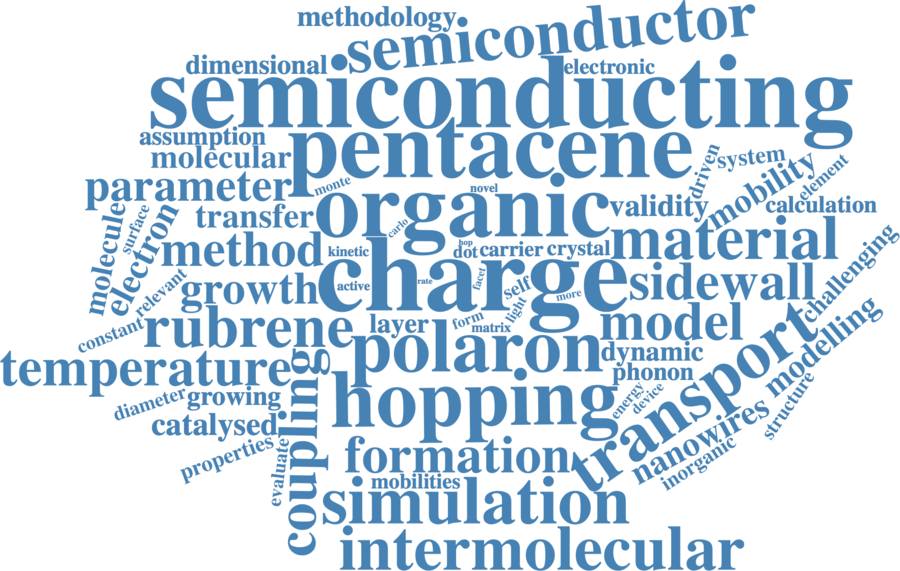 methodology
semiconductor
dimensional
electronic
semiconducting
assumption
pentacene
molecular
driven
system
mobility
element
parameter
monte
novel
organic
validity
calculation
molecules
surface
electron
transfer
carlo
method
kinetic
charge
hop
dot
carrier
crystal
material
challenging
relevant
growth
active
rate
facet
self
more
sidewall
constant
rubrene
layer
form
matrix
light
model
transport
modelling
temperature
polaron
dynamic
phonon
diameter
growing
coupling
hopping
energy
device
nanowires
structure
catalysed
properties
evaluate
formation
inorganic
mobilities
simulation
intermolecular